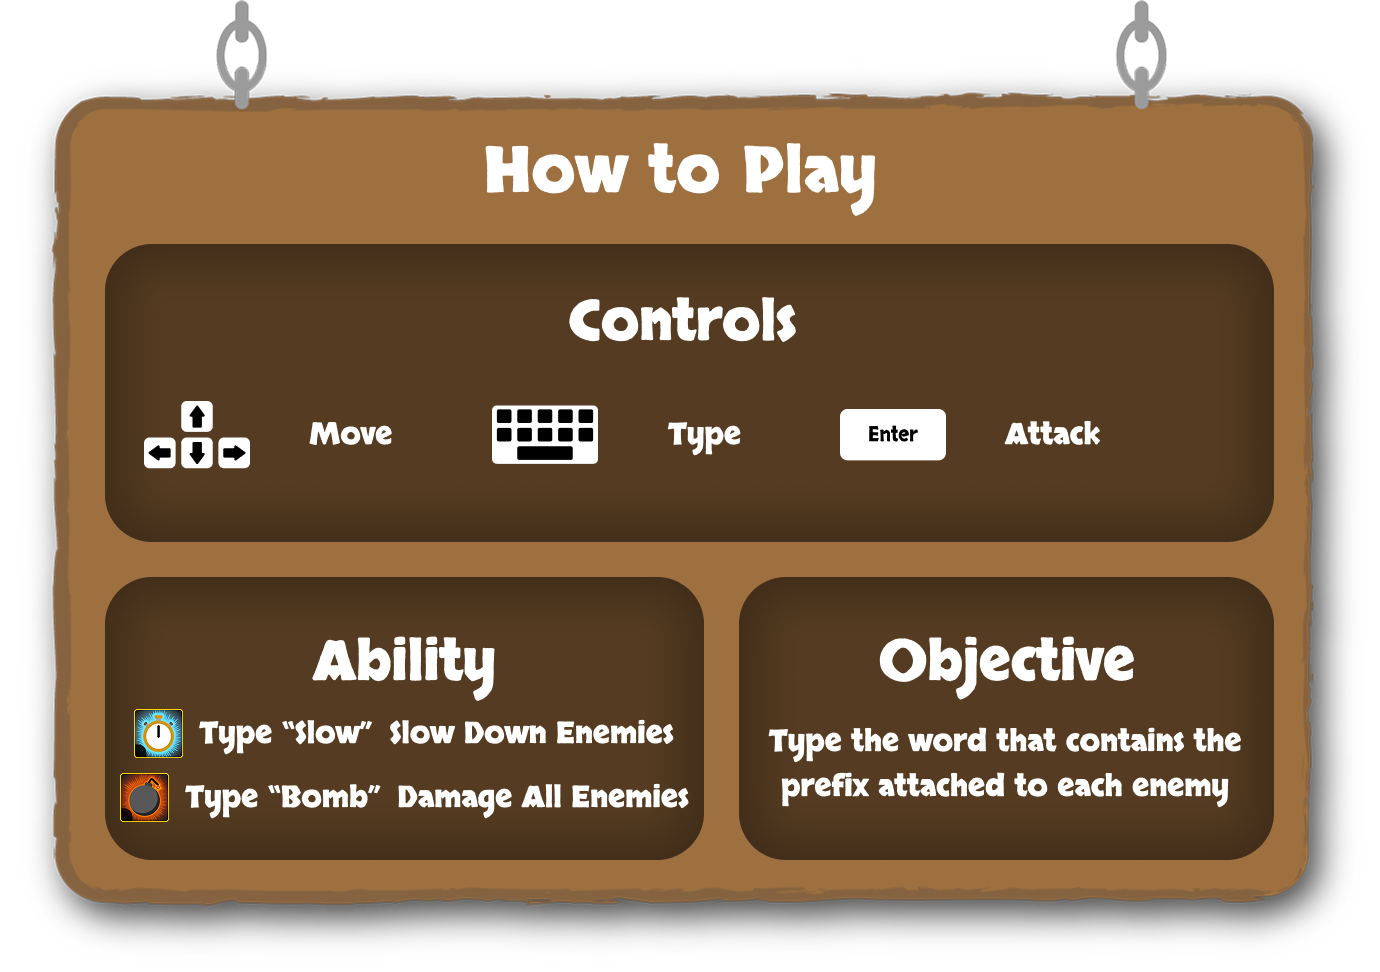 How to Play
Controls
Move
Type
Enter
Attack
Ability
Type “Slow” Slow Down Enemies
Type “Bomb” Damage All Enemies
Objective
Type the word that contains the
prefix attached to each enemy